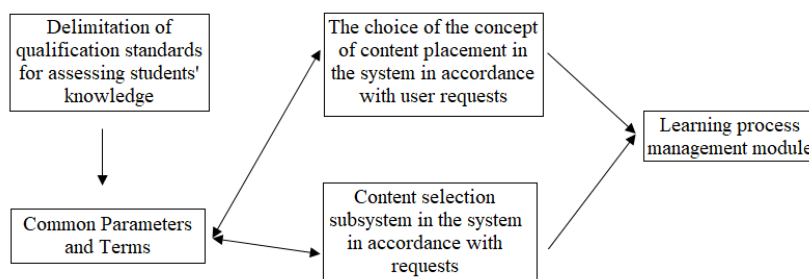 Delimitation of
qualification standards
for assessing students'
knowledge
The choice of the concept
of content placement in
the system in accordance
with user requests
Learning process
management module
Common Parameters
and Terms
Content selection
subsystem in the system
in accordance with
requests